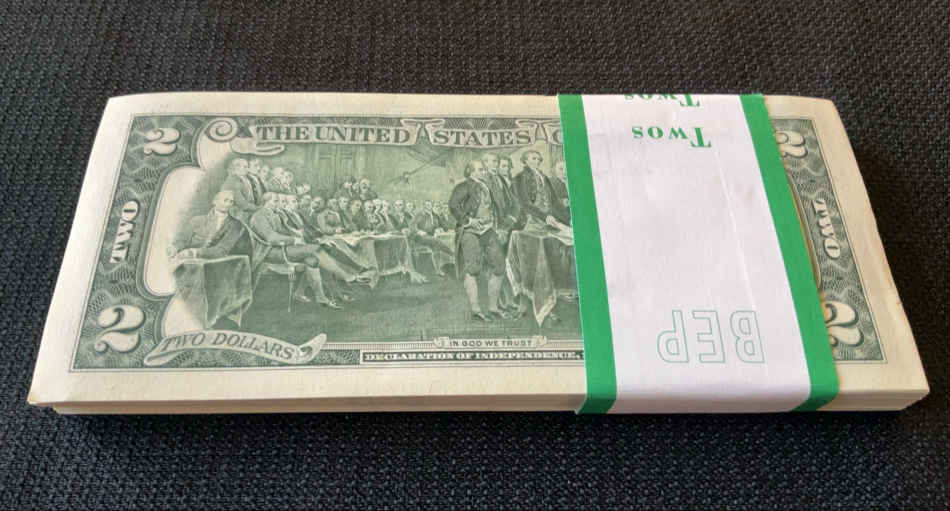 2
THE UNITED STATES
TWO
TWO
2
TWO DOLLARS
2
IN GOD WE TRUST
DECLARATION OF INDEPENDENCE,
2
Twos
Twos
BEP